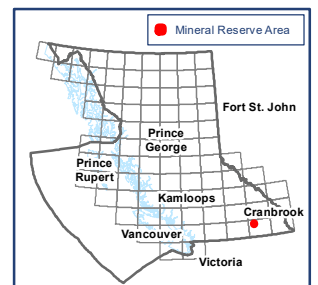 Mineral Reserve Area
Fort St. John
Prince
George
Prince
Rupert
Kamloops
Cranbrook
Vancouver
Victoria